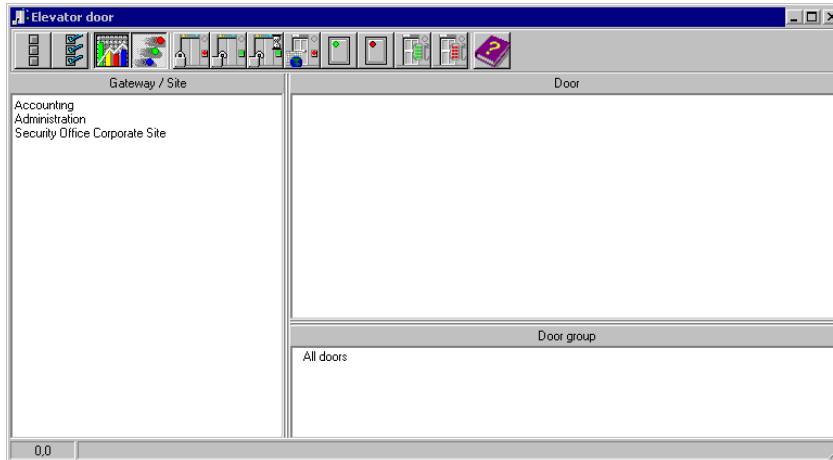 Elevator door
Gateway / Site
Door
Accounting
Administration
Security Office Corporate Site
Door group
All doors
0,0